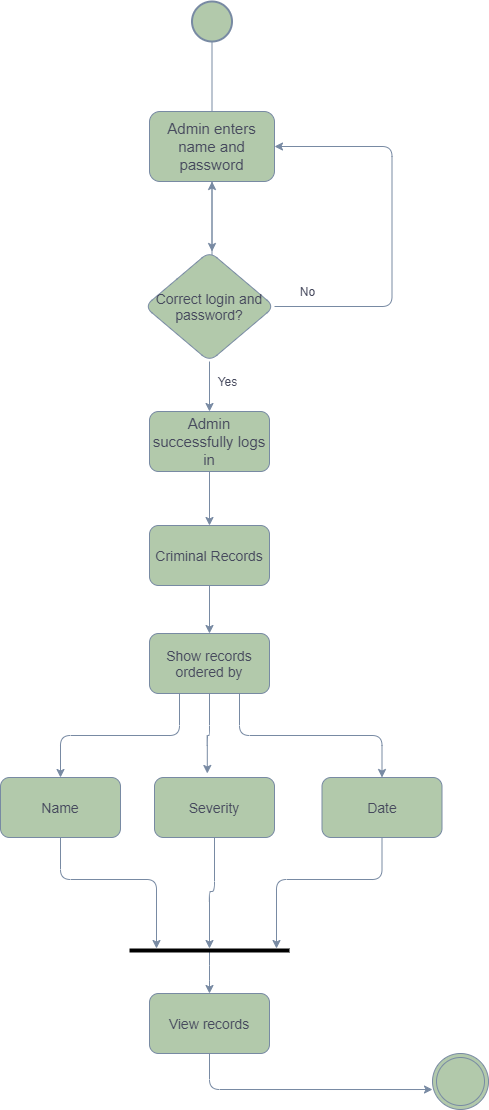 Admin enters
name and
password
Correct login and
password?
No
Yes
Admin
successfully logs
in
Criminal Records
Show records
ordered by
Name
Severity
Date
View records